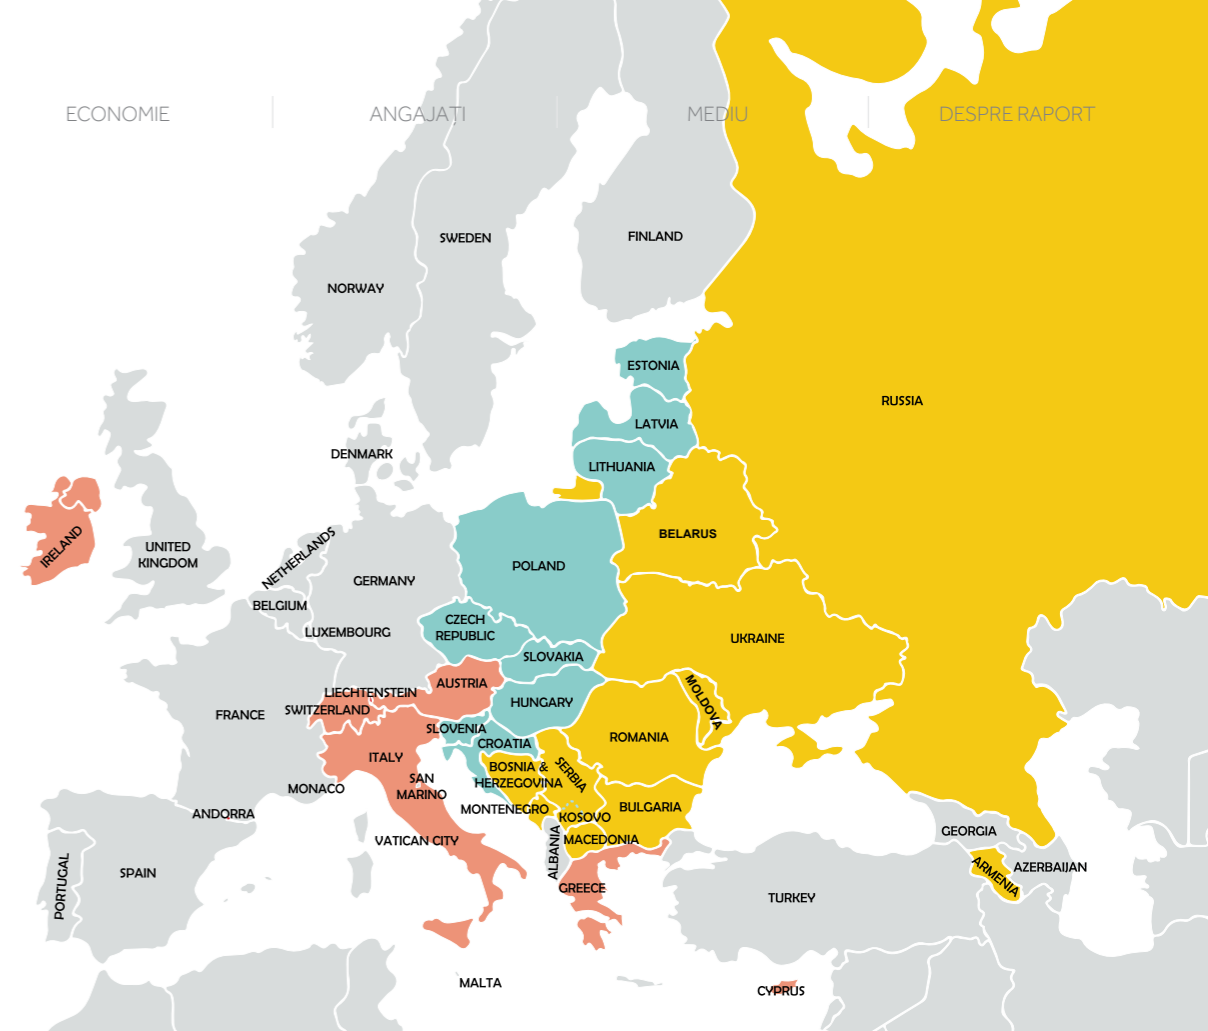 ECONOMIE
ANGAJAȚI
MEDIU
DESPRE RAPORT
SWEDEN
FINLAND
NORWAY
ESTONIA
RUSSIA
LATVIA
DENMARK
LITHUANIA
IRELAND
BELARUS
UNITED
KINGDOM
NETHERLANDS
POLAND
GERMANY
BELGIUM
CZECH
REPUBLIC
LUXEMBOURG
UKRAINE
SLOVAKIA
AUSTRIA
LIECHTENSTEIN
SWITZERLAND
HUNGARY
MOLDOVA
FRANCE
SLOVENIA
ROMANIA
CROATIA
ITALY
BOSNIA &
HERZEGOVINA
SERBIA
SAN
MARINO
MONACO
MONTENEGRO
BULGARIA
ANDORRA
KOSOVO
GEORGIA
VATICAN CITY
MACEDONIA
ALBANIA
AZERBAIJAN
ARMENIA
SPAIN
PORTUGAL
GREECE
TURKEY
MALTA
CYPRUS